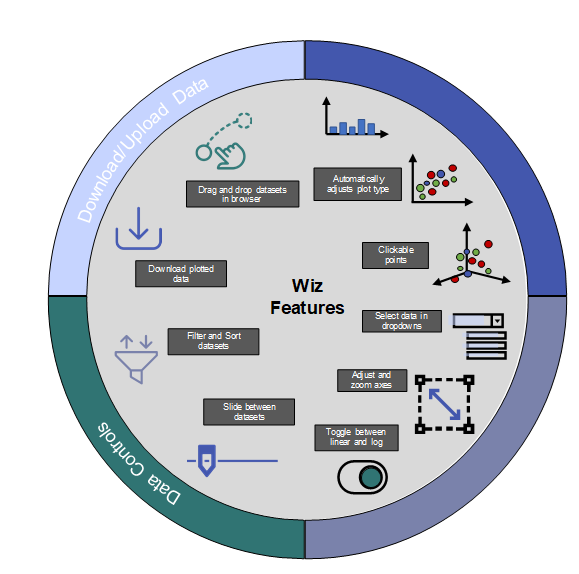 Download/Upload Data
Drag and drop datasets
in browser
Automatically
adjusts plot type
Clickable
points
Download plotted
data
Wiz
Features
Select data in
dropdowns
Filter and Sort
datasets
Adjust and
zoom axes
Slide between
datasets
Toggle between
linear and log
Data Controls